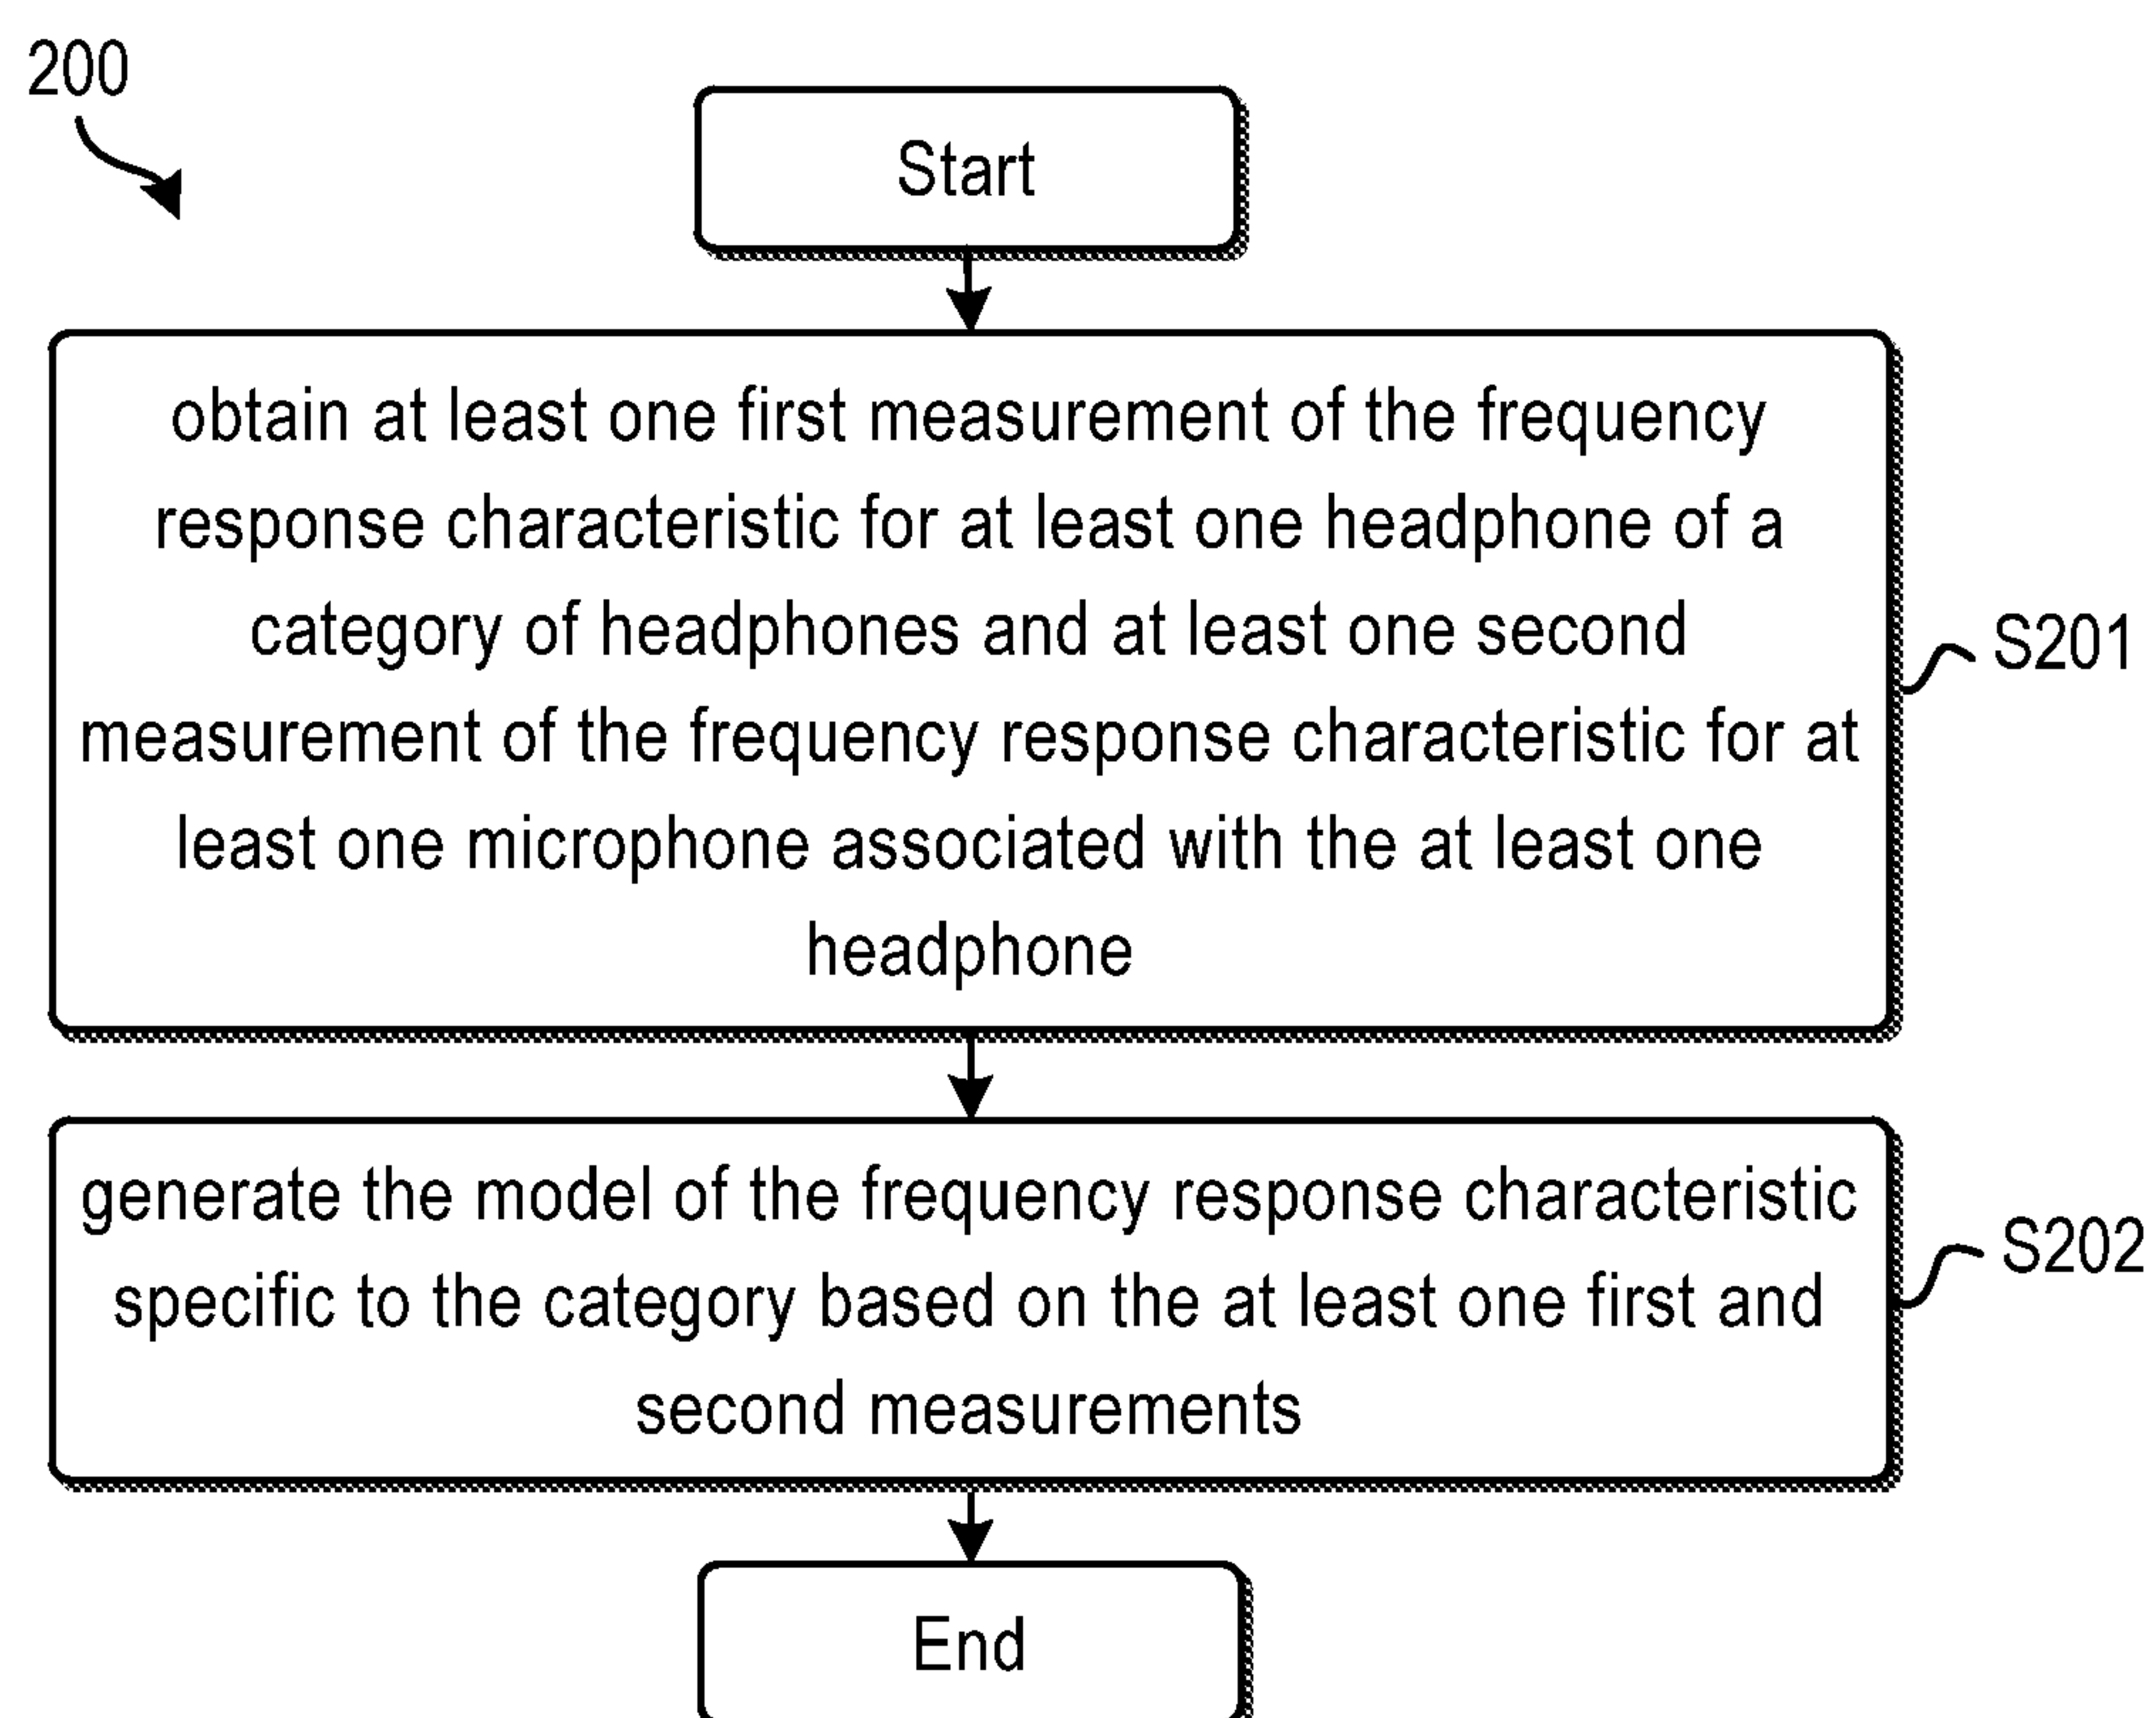 200
Start
obtain at least one first measurement of the frequency
response characteristic for at least one headphone of a
category of headphones and at least one second
measurement of the frequency response characteristic for at
least one microphone associated with the at least one
headphone
S201
generate the model of the frequency response characteristic
specific to the category based on the at least one first and
second measurements
S202
End